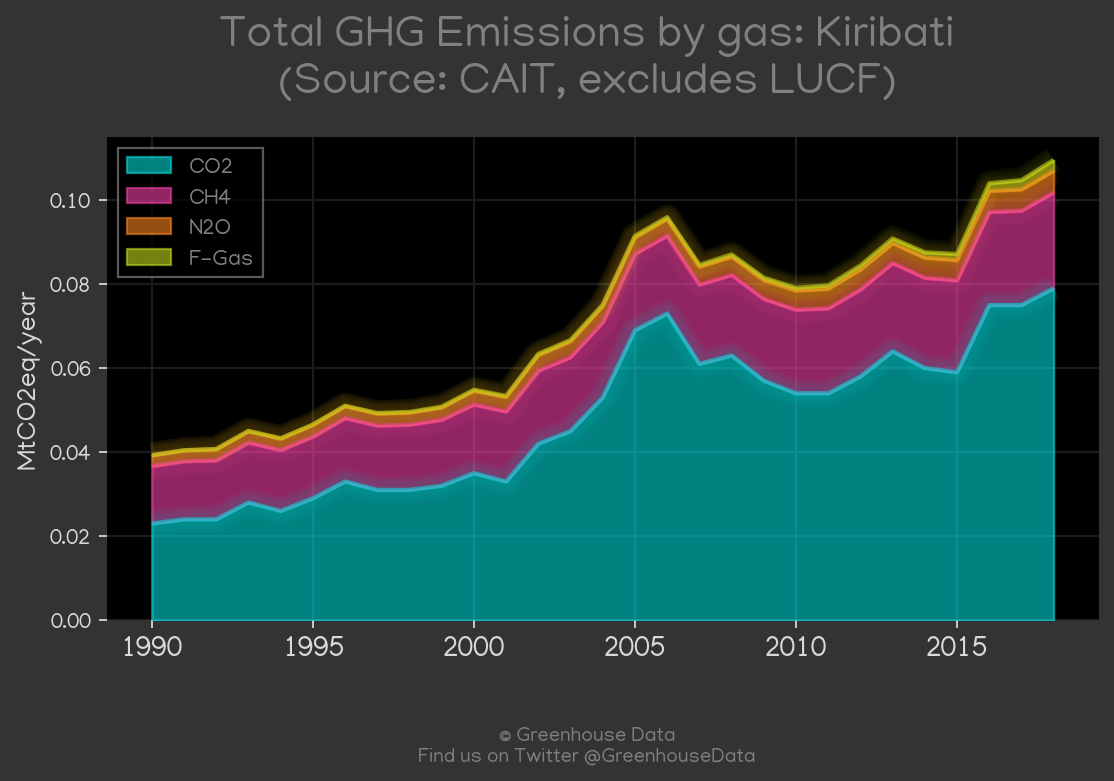 Total GHG Emissions by gas: Kiribati
(Source: CAIT, excludes LUCF)
CO2
CH4
N2O
F-Gas
MtCO2eq/year
0.10
0.08
0.06
0.04
0.02
0.00
1990 1995 2000 2005 2010 2015
© Greenhouse Data
Find us on Twitter @GreenhouseData